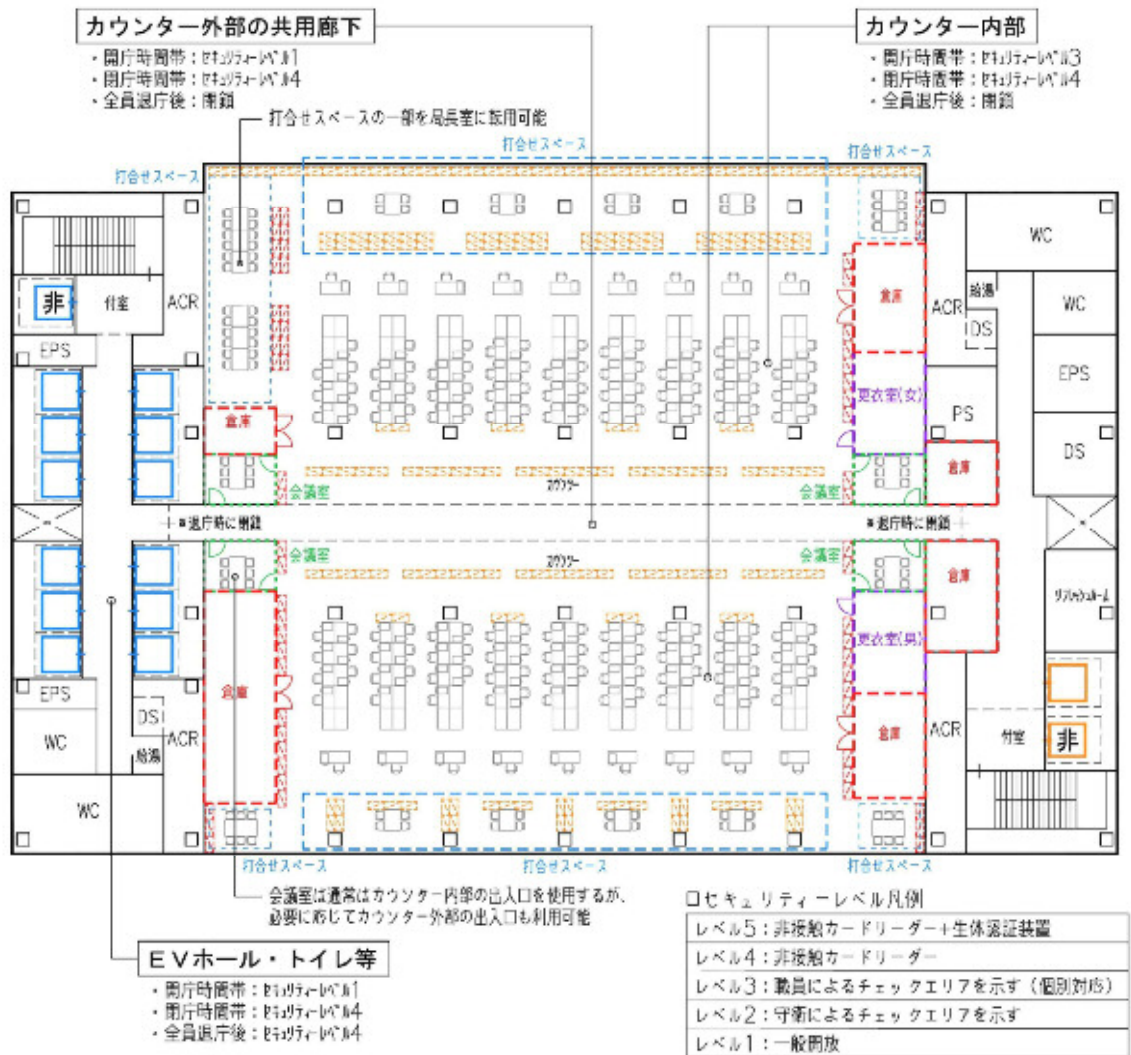 カウンター外部の共用廊下
・開庁時間帯：セキュリティーレベル1
・閉庁時間帯：セキュリティーレベル4
・全員退庁後：閉鎖
カウンター内部
・開庁時間帯：セキュリティーレベル3
・閉庁時間帯：セキュリティーレベル4
・全員退庁後：閉鎖
打合せスペースの一部を局長室に転用可能
打合せスペース
打合せスペース
打合せスペース
WC
非
付室
ACR
倉庫
ACR
給湯
DS
WC
EPS
EPS
更衣室(女)
PS
DS
倉庫
倉庫
会議室
カウンター
会議室
※退庁時に閉鎖
※退庁時に閉鎖
会議室
カウンター
会議室
倉庫
リフレッシュルーム
更衣室(男)
倉庫
EPS
DS
WC
ACR
給湯
倉庫
ACR
付室
非
WC
打合せスペース
打合せスペース
打合せスペース
会議室は通常はカウンター内部の出入口を使用するが、
必要に応じてカウンター外部の出入口も利用可能
EVホール・トイレ等
・開庁時間帯：セキュリティーレベル1
・閉庁時間帯：セキュリティーレベル4
・全員退庁後：閉鎖
□セキュリティーレベル凡例
レベル5：非接触カードリーダー+生体認証装置
レベル4：非接触カードリーダー
レベル3：職員によるチェックエリアを示す（個別対応）
レベル2：守衛によるチェックエリアを示す
レベル1：一般開放